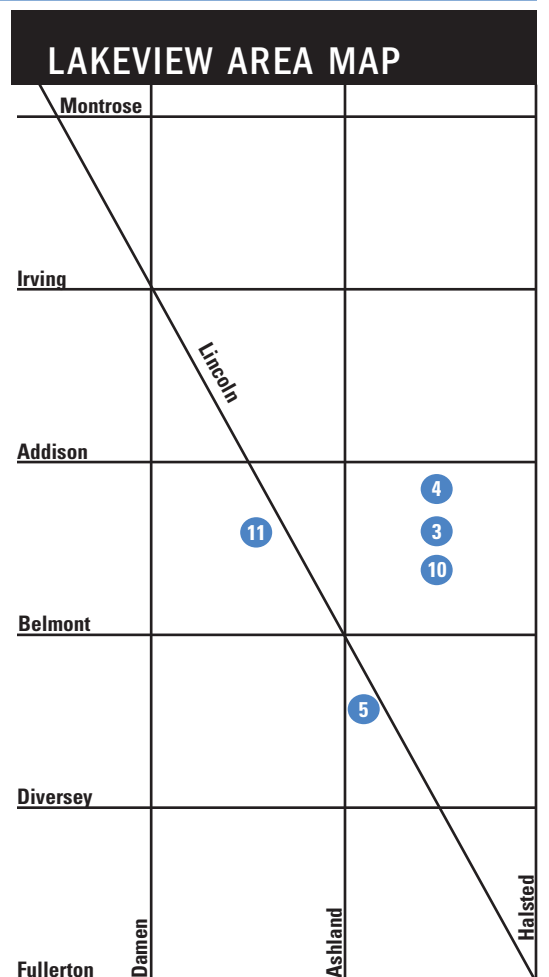 LAKEVIEW AREA MAP
Montrose
Irving
Lincoln
Addison
4
11
3
10
Belmont
5
Diversey
Halsted
Damen
Ashland
Fullerton